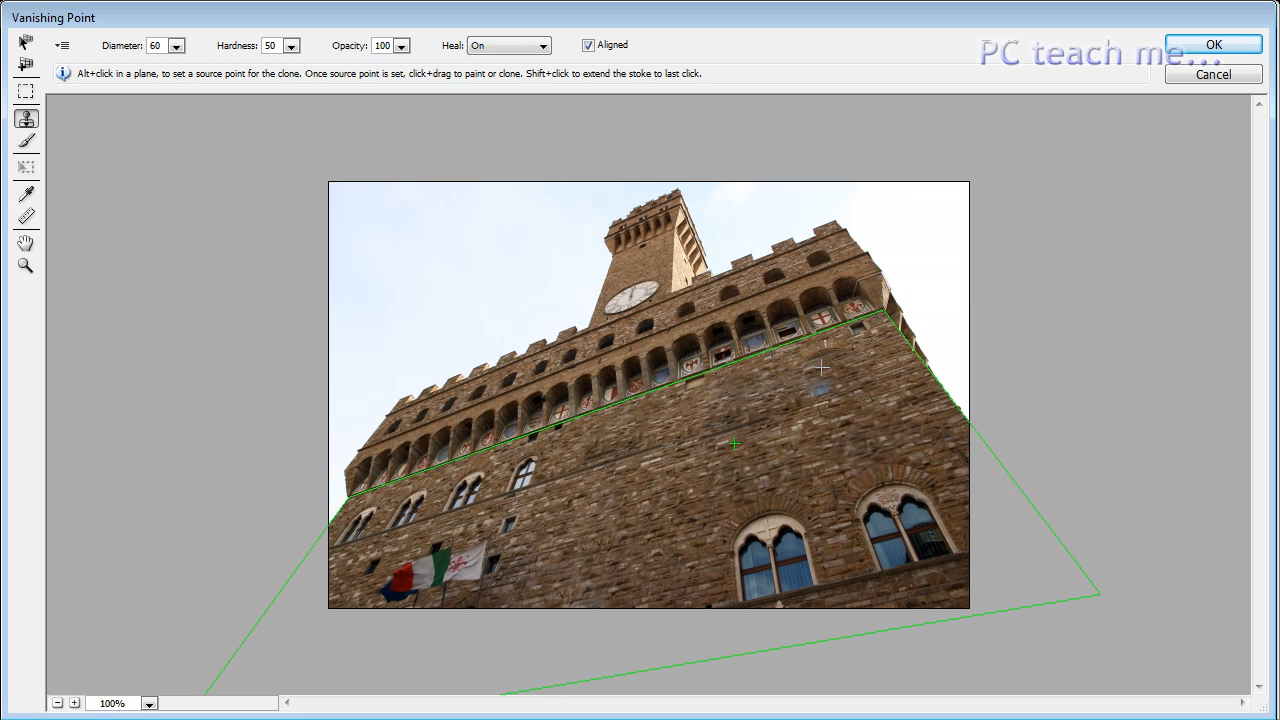 Vanishing Point
Diameter: 60 Hardness: 50 Opacity: 100 Heal: On Aligned
OK
PC teach me...
Alt+click in a plane, to set a source point for the clone. Once source point is set, click+drag to paint or clone. Shift+click to extend the stoke to last click.
Cancel
100%